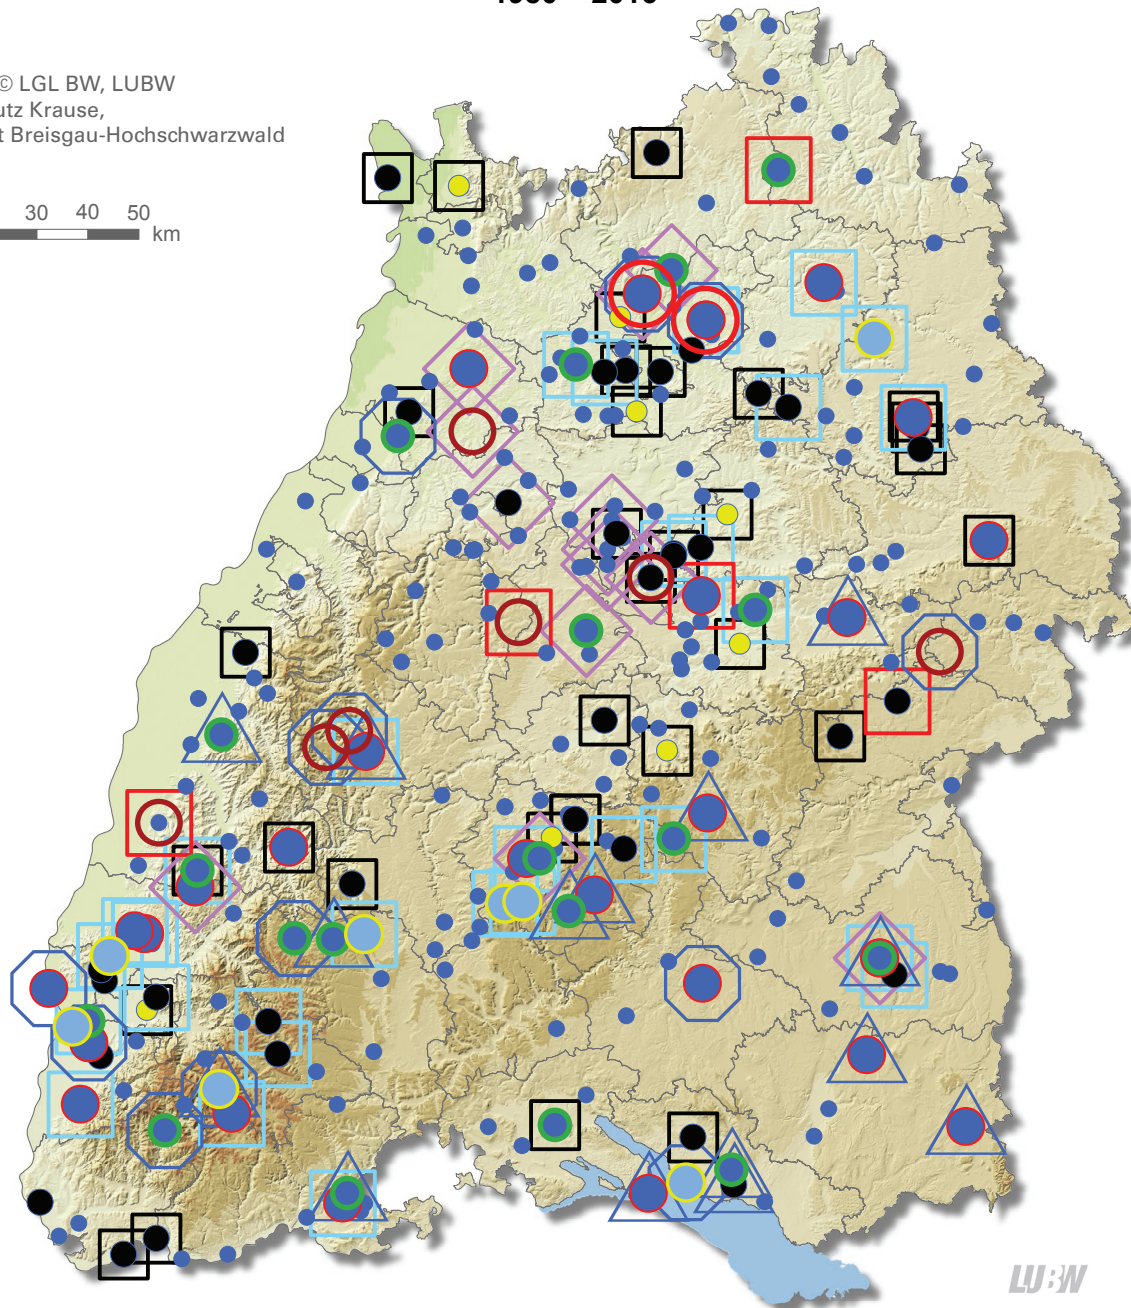 © LGL BW, LUBW
utz Krause,
t Breisgau-Hochschwarzwald
30 40 50
km
LUBW